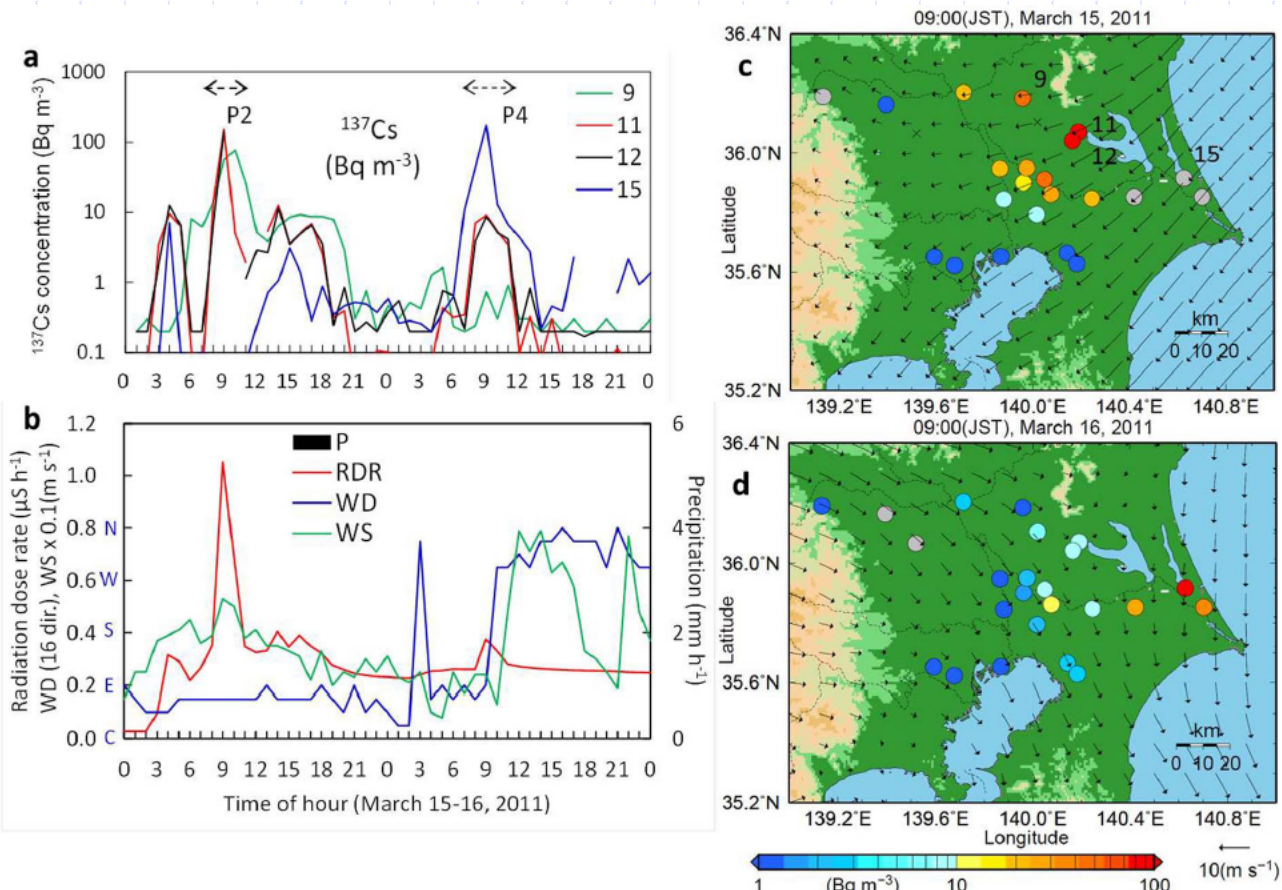 a
1000
100
10
1
0.1
¹³⁷Cs concentration (Bq m⁻³)
P2
P4
¹³⁷Cs
(Bq m⁻³)
9
11
12
15
0 3 6 9 12 15 18 21 0 3 6 9 12 15 18 21 0
b
1.2
1.0
0.8
0.6
0.4
0.2
0.0
N
W
S
E
C
Radiation dose rate (μS h⁻¹)
WD (16 dir.), WS x 0.1(m s⁻¹)
P
RDR
WD
WS
6
4
2
0
Precipitation (mm h⁻¹)
0 3 6 9 12 15 18 21 0 3 6 9 12 15 18 21 0
Time of hour (March 15-16, 2011)
09:00(JST), March 15, 2011
c
36.4°N
36.0°N
35.6°N
35.2°N
Latitude
9
11
12
15
km
0 10 20
139.2°E 139.6°E 140.0°E 140.4°E 140.8°E
09:00(JST), March 16, 2011
d
36.4°N
36.0°N
35.6°N
35.2°N
Latitude
km
0 10 20
139.2°E 139.6°E 140.0°E 140.4°E 140.8°E
Longitude
1 (Bq m⁻³) 10 100
10(m s⁻¹)